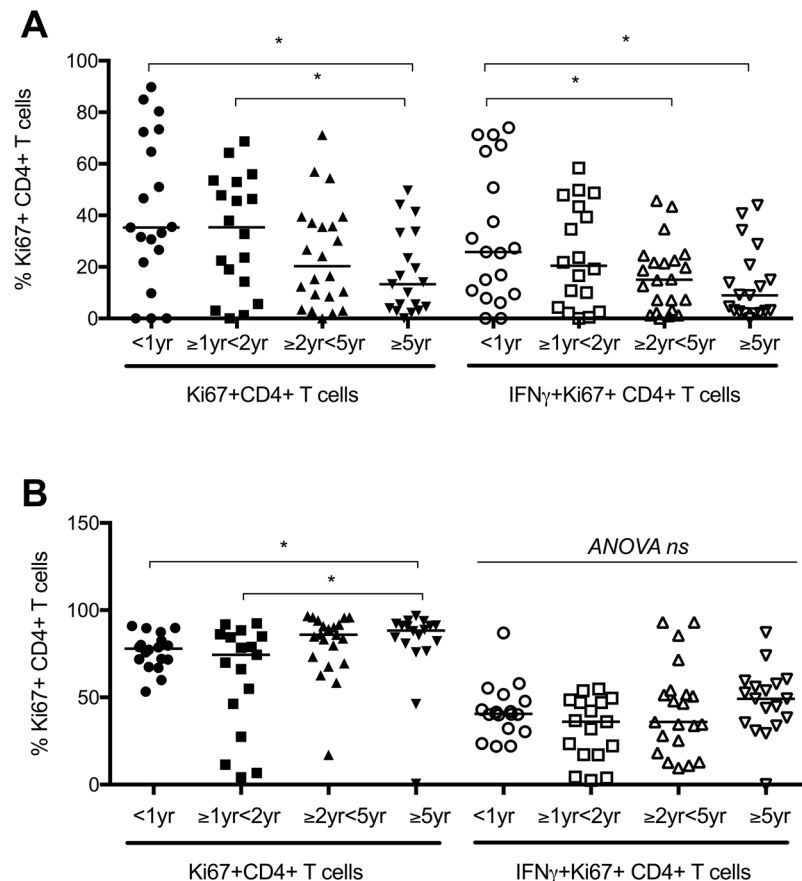 A
* *
* *
% Ki67+ CD4+ T cells
100
80
60
40
20
0
<1yr ≥1yr<2yr ≥2yr<5yr ≥5yr <1yr ≥1yr<2yr ≥2yr<5yr ≥5yr
Ki67+CD4+ T cells IFNγ+Ki67+ CD4+ T cells
B
% Ki67+ CD4+ T cells
150
100
50
0
* ANOVA ns
*
<1yr ≥1yr<2yr ≥2yr<5yr ≥5yr <1yr ≥1yr<2yr ≥2yr<5yr ≥5yr
Ki67+CD4+ T cells IFNγ+Ki67+ CD4+ T cells